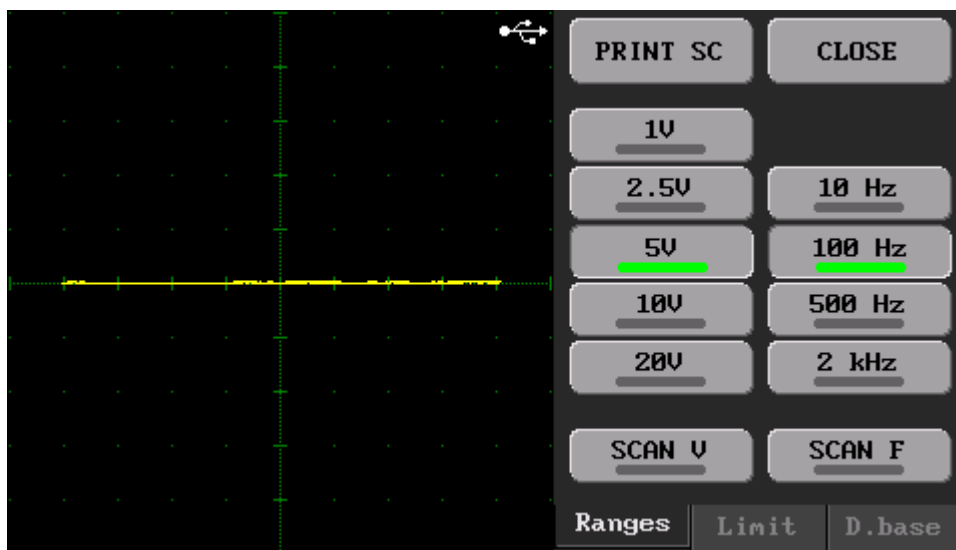 PRINT SC CLOSE
1V
2.5V 10 Hz
5V 100 Hz
10V 500 Hz
20V 2 kHz
SCAN V SCAN F
Ranges Limit D.base